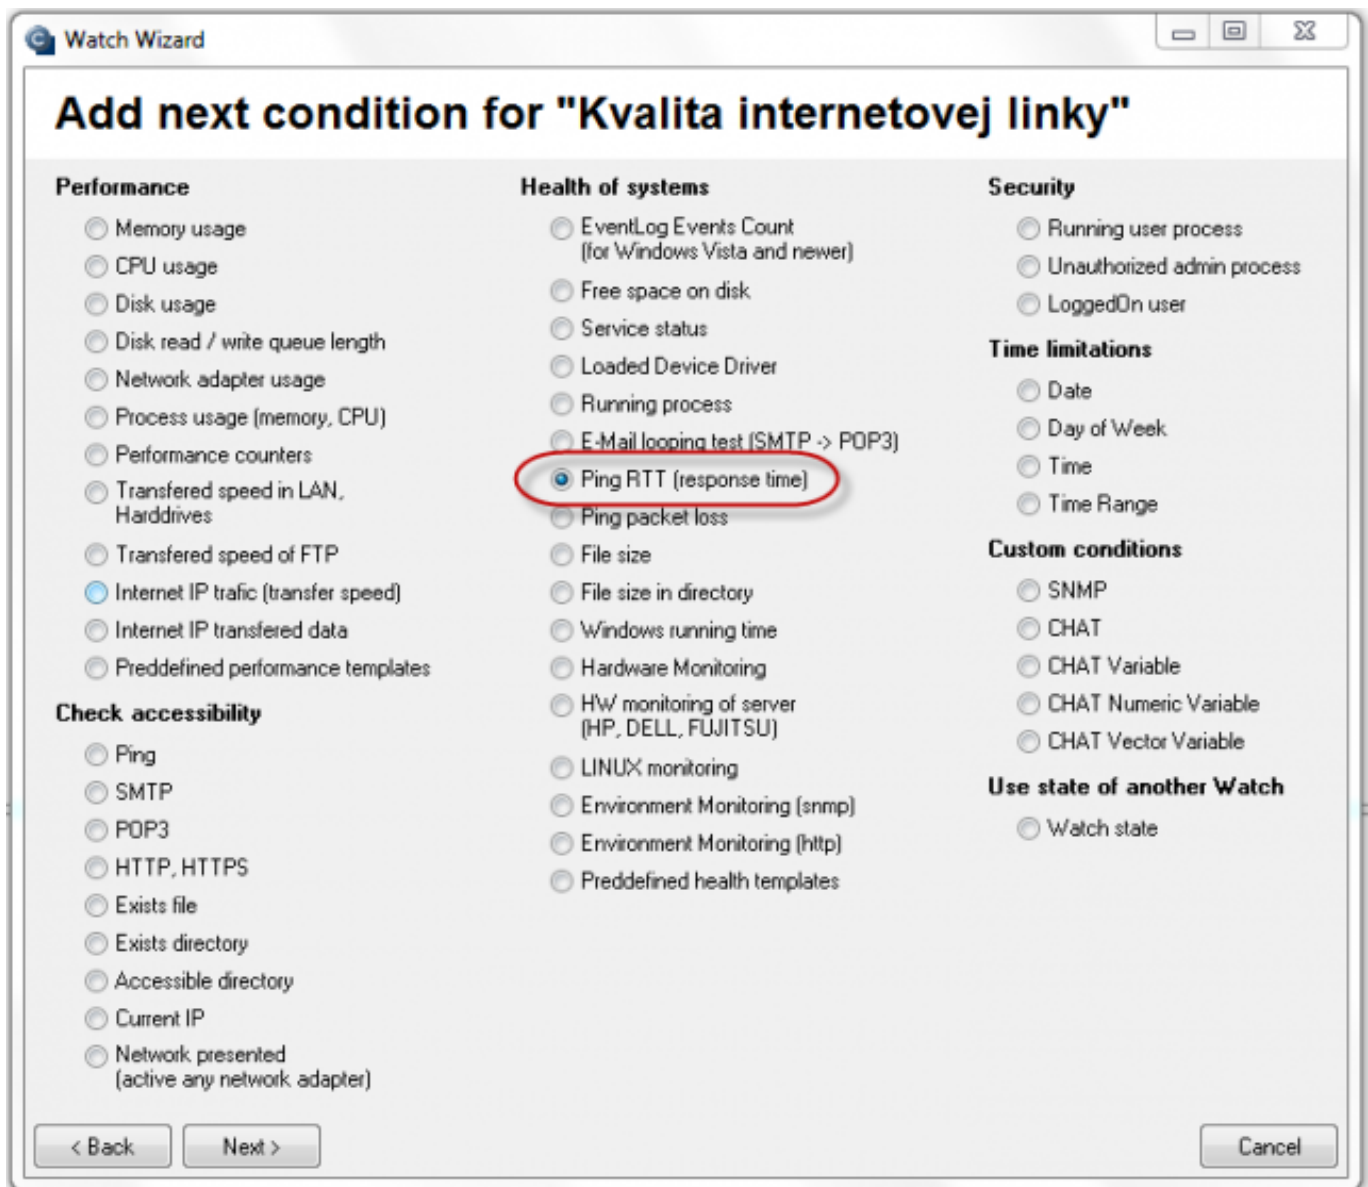 Watch Wizard
Add next condition for "Kvalita internetovej linky"
Performance
Memory usage
CPU usage
Disk usage
Disk read / write queue length
Network adapter usage
Process usage (memory, CPU)
Performance counters
Transfered speed in LAN,
Harddrives
Transfered speed of FTP
Internet IP trafic (transfer speed)
Internet IP transfered data
Preddefined performance templates
Check accessibility
Ping
SMTP
POP3
HTTP, HTTPS
Exists file
Exists directory
Accessible directory
Current IP
Network presented
(active any network adapter)
Health of systems
EventLog Events Count
(for Windows Vista and newer)
Free space on disk
Service status
Loaded Device Driver
Running process
E-Mail looping test (SMTP -> POP3)
Ping RTT (response time)
Ping packet loss
File size
File size in directory
Windows running time
Hardware Monitoring
HW monitoring of server
(HP, DELL, FUJITSU)
LINUX monitoring
Environment Monitoring (snmp)
Environment Monitoring (http)
Preddefined health templates
Security
Running user process
Unauthorized admin process
LoggedOn user
Time limitations
Date
Day of Week
Time
Time Range
Custom conditions
SNMP
CHAT
CHAT Variable
CHAT Numeric Variable
CHAT Vector Variable
Use state of another Watch
Watch state
< Back
Next >
Cancel